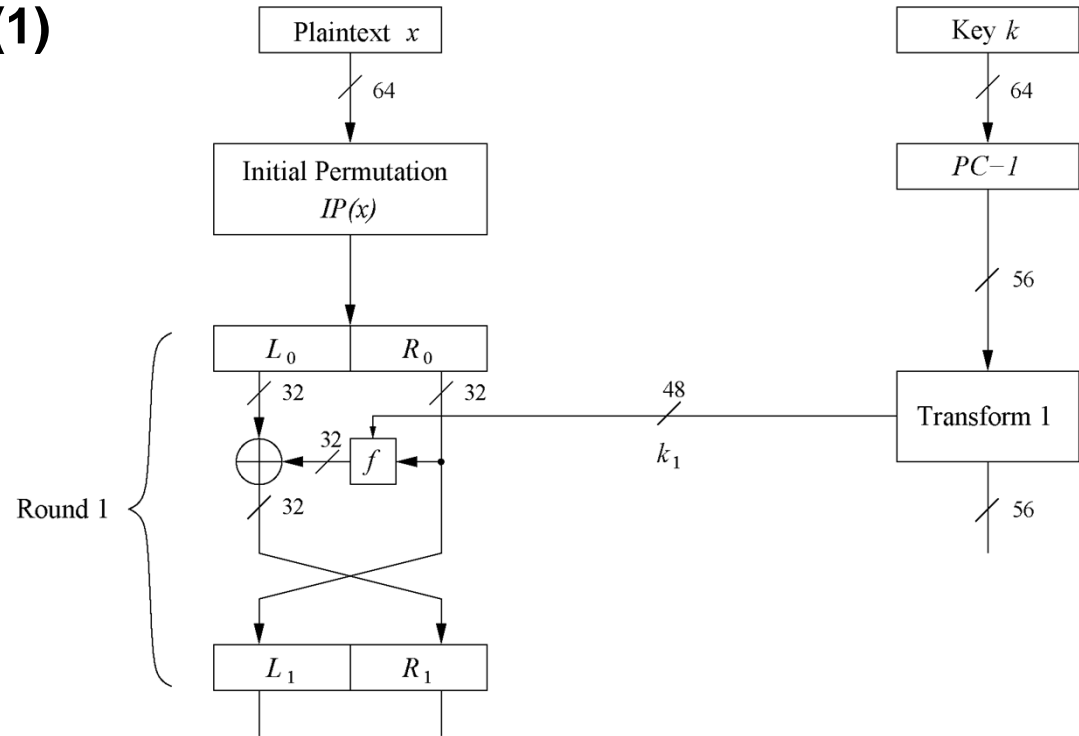 (1)
Plaintext x
64
Initial Permutation
IP(x)
L0 R0
32 32
32
f
32
Round 1
L1 R1
Key k
64
PC−1
56
Transform 1
48
k1
56